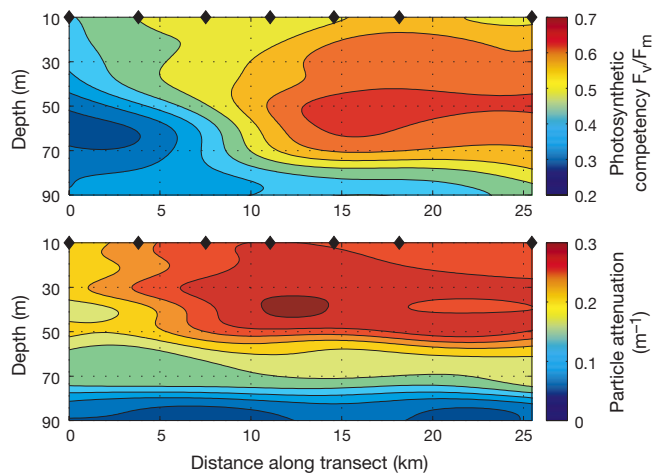 10
30
50
70
90
Depth (m)
0 5 10 15 20 25
0.7
0.6
0.5
0.4
0.3
0.2
Photosynthetic
competency Fv/Fm
10
30
50
70
90
Depth (m)
0 5 10 15 20 25
Distance along transect (km)
0.3
0.2
0.1
0
Particle attenuation
(m−1)